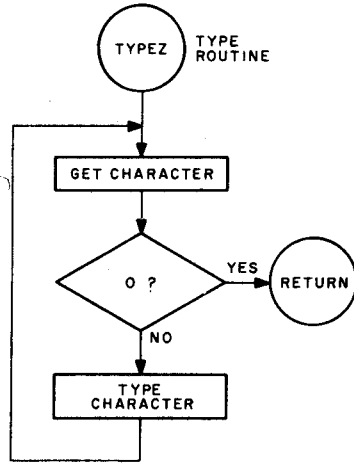 TYPEZ
TYPE
ROUTINE
GET CHARACTER
0 ?
YES
RETURN
NO
TYPE
CHARACTER